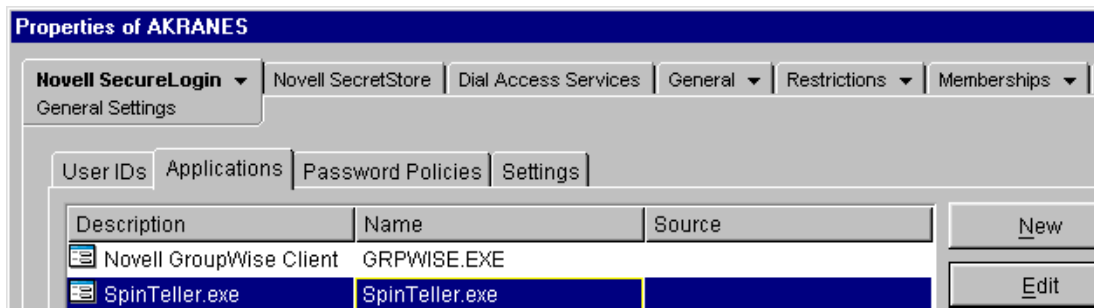 Properties of AKRANES
Novell SecureLogin Novell SecretStore Dial Access Services General Restrictions Memberships
General Settings
User IDs Applications Password Policies Settings
Description Name Source New
Novell GroupWise Client GRPWISE.EXE
SpinTeller.exe SpinTeller.exe Edit